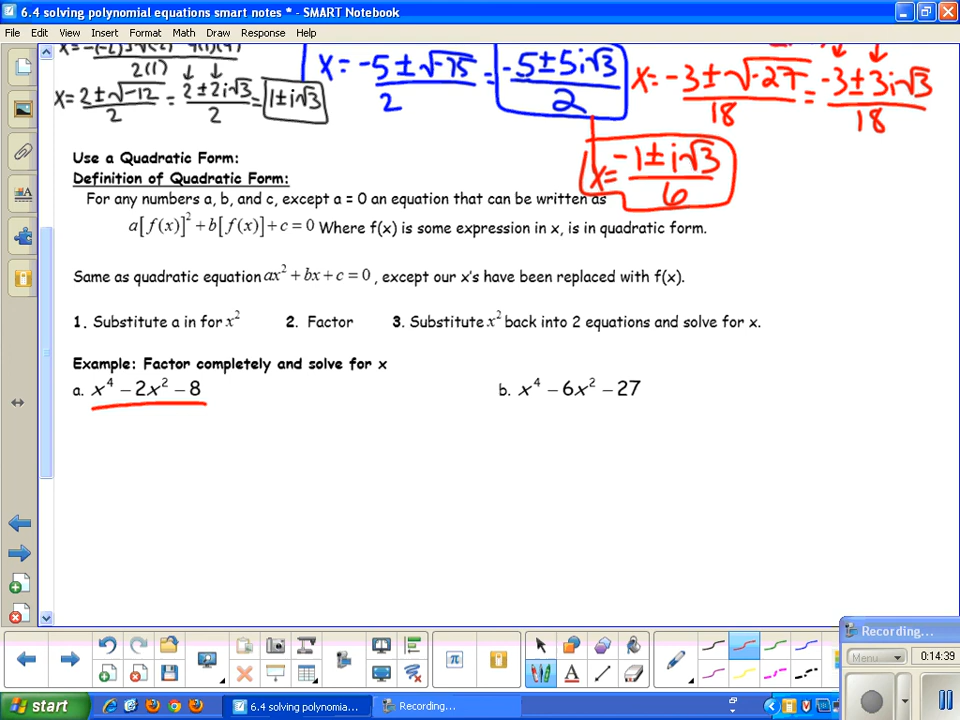 6.4 solving polynomial equations smart notes * - SMART Notebook
File Edit View Insert Format Math Draw Response Help
2(1)
x = 2±√-12 / 2 = 2±2i√3 / 2 = 1±i√3
x = -5±√-75 / 2 = -5±5i√3 / 2
x = -3±√-27 / 18 = -3±3i√3 / 18
x = -1±i√3 / 6
Use a Quadratic Form:
Definition of Quadratic Form:
For any numbers a, b, and c, except a = 0 an equation that can be written as
a[f(x)]² + b[f(x)] + c = 0 Where f(x) is some expression in x, is in quadratic form.
Same as quadratic equation ax² + bx + c = 0, except our x's have been replaced with f(x).
1. Substitute a in for x² 2. Factor 3. Substitute x² back into 2 equations and solve for x.
Example: Factor completely and solve for x
a. x⁴ - 2x² - 8 b. x⁴ - 6x² - 27
Recording...
Menu 0:14:39
start 6.4 solving polynomia... Recording...